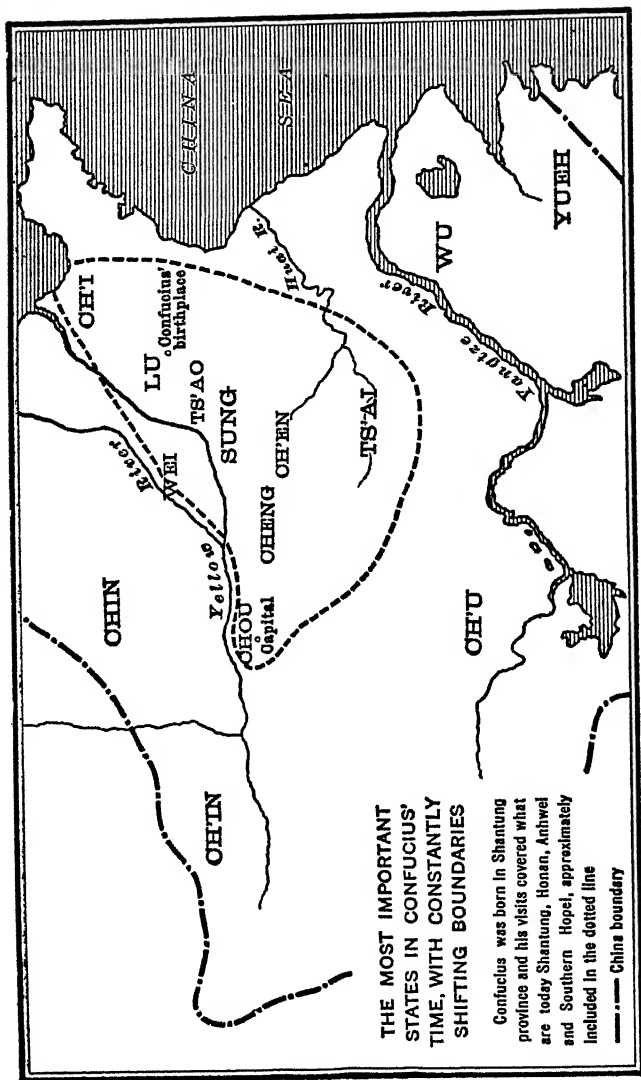 CHINA
SEA
CH'I
Huai R.
LU
Confucius'
birthplace
TS'AO
SUNG
WEI
Yellow River
CHIN
CHENG
CH'EN
TS'AI
CHOU
Capital
CH'IN
WU
YUEH
Yangtze River
CH'U
THE MOST IMPORTANT
STATES IN CONFUCIUS'
TIME, WITH CONSTANTLY
SHIFTING BOUNDARIES
Confucius was born in Shantung
province and his visits covered what
are today Shantung, Honan, Anhwei
and Southern Hopei, approximately
included in the dotted line
China boundary